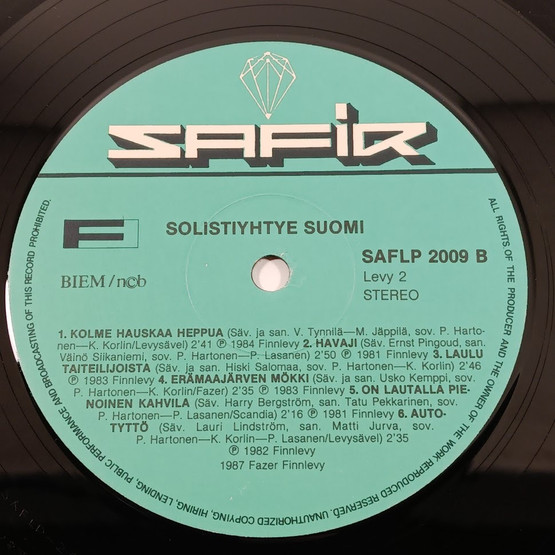 SAFIR
F
SOLISTIYHTYE SUOMI
BIEM/ncb
SAFLP 2009 B
Levy 2
STEREO
1. KOLME HAUSKAA HEPPUA (Säv. ja san. V. Tynnilä—M. Jäppilä, sov. P. Harto-
nen—K. Korlin/Levysävel) 2'41 ℗ 1984 Finnlevy 2. HAVAJI (Säv. Ernst Pingoud, san.
Väinö Siikaniemi, sov. P. Hartonen—P. Lasanen) 2'50 ℗ 1981 Finnlevy 3. LAULU
TAITEILIJOISTA (Säv. ja san. Hiski Salomaa, sov. P. Hartonen—K. Korlin) 2'46
℗ 1983 Finnlevy 4. ERÄMAAJÄRVEN MÖKKI (Säv. ja san. Usko Kemppi, sov.
P. Hartonen—K. Korlin/Fazer) 2'35 ℗ 1983 Finnlevy 5. ON LAUTALLA PIE-
NOINEN KAHVILA (Säv. Harry Bergström, san. Tatu Pekkarinen, sov.
P. Hartonen—P. Lasanen/Scandia) 2'16 ℗ 1981 Finnlevy 6. AUTO-
TYTTÖ (Säv. Lauri Lindström, san. Matti Jurva, sov.
P. Hartonen—K. Korlin—P. Lasanen/Levysävel) 2'35
℗ 1982 Finnlevy
1987 Fazer Finnlevy
ALL RIGHTS OF THE PRODUCER AND THE OWNER OF THE WORK REPRODUCED RESERVED. UNAUTHORIZED COPYING, HIRING, LENDING, PUBLIC PERFORMANCE AND BROADCASTING OF THIS RECORD PROHIBITED.